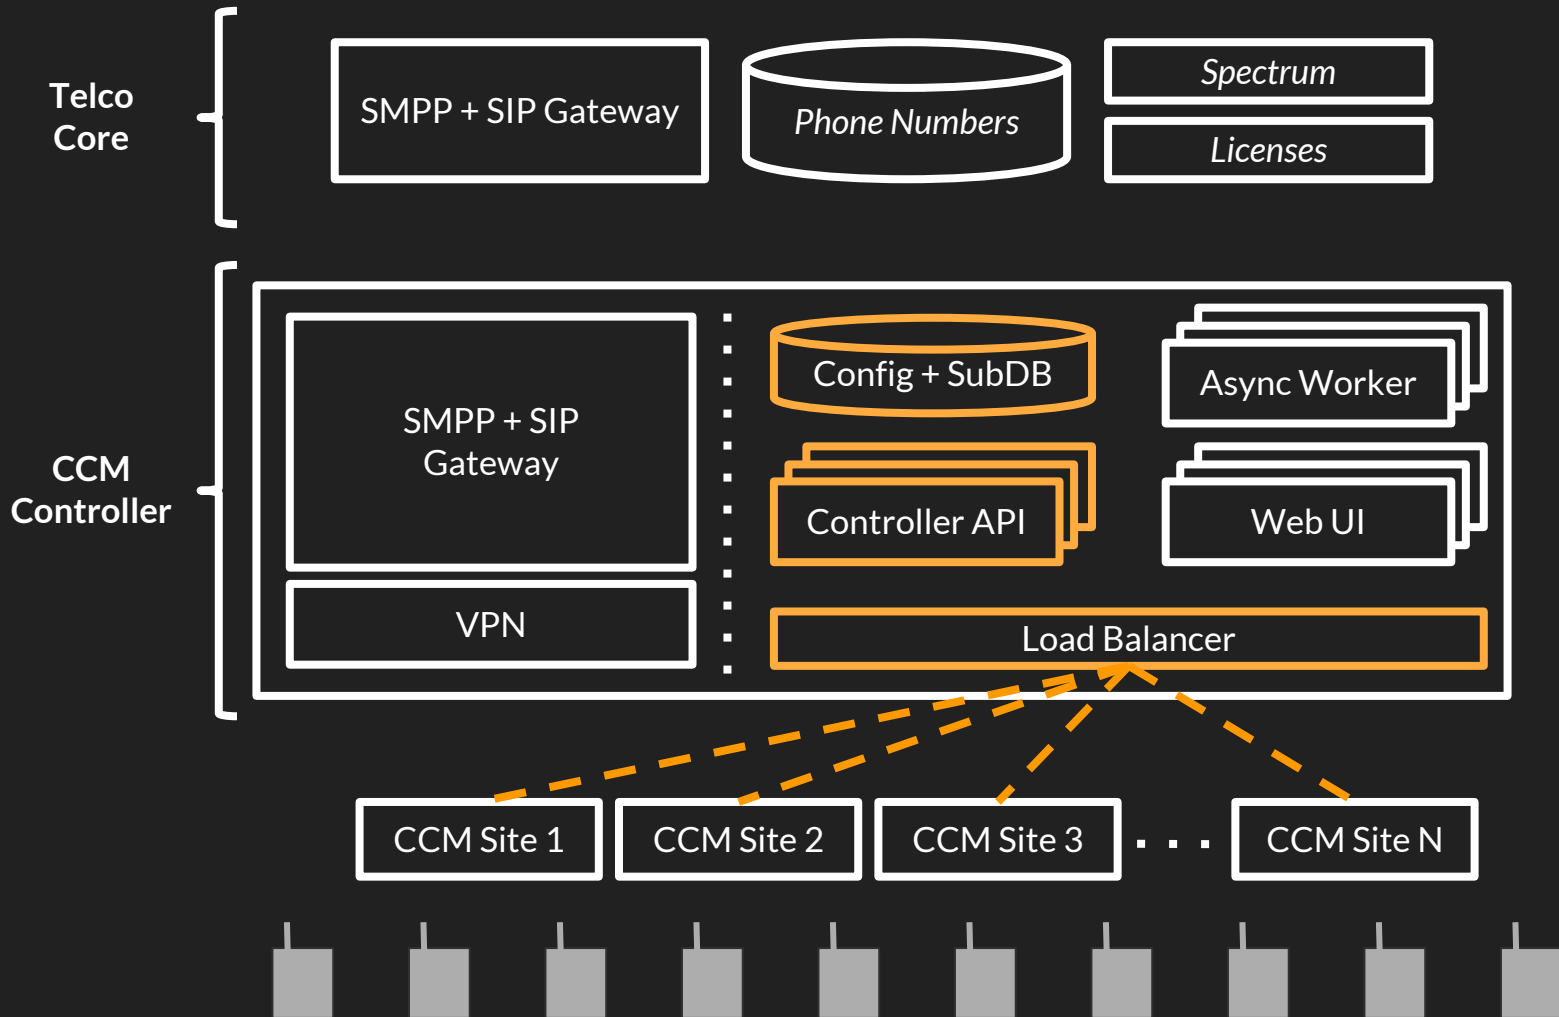 Telco
Core
SMPP + SIP Gateway
Phone Numbers
Spectrum
Licenses
CCM
Controller
SMPP + SIP
Gateway
VPN
Config + SubDB
Async Worker
Controller API
Web UI
Load Balancer
CCM Site 1
CCM Site 2
CCM Site 3
. . .
CCM Site N